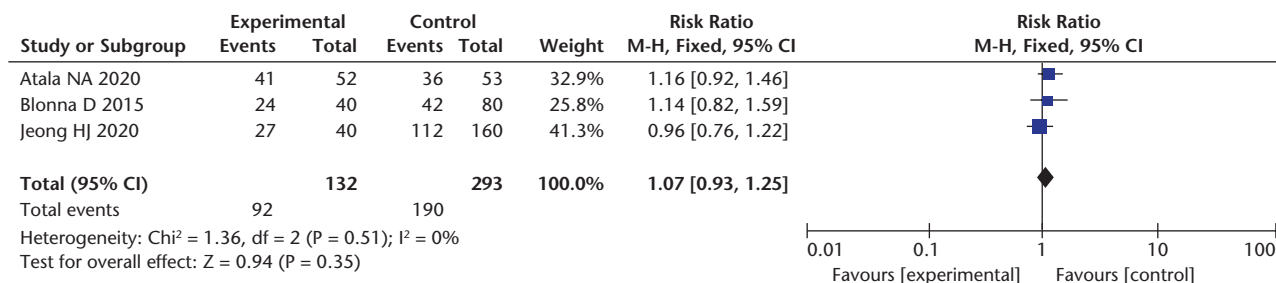 Experimental Control Risk Ratio Risk Ratio
Study or Subgroup Events Total Events Total Weight M-H, Fixed, 95% CI M-H, Fixed, 95% CI
Atala NA 2020 41 52 36 53 32.9% 1.16 [0.92, 1.46]
Blonna D 2015 24 40 42 80 25.8% 1.14 [0.82, 1.59]
Jeong HJ 2020 27 40 112 160 41.3% 0.96 [0.76, 1.22]
Total (95% CI) 132 293 100.0% 1.07 [0.93, 1.25]
Total events 92 190
Heterogeneity: Chi² = 1.36, df = 2 (P = 0.51); I² = 0%
Test for overall effect: Z = 0.94 (P = 0.35)
0.01 0.1 1 10 100
Favours [experimental] Favours [control]